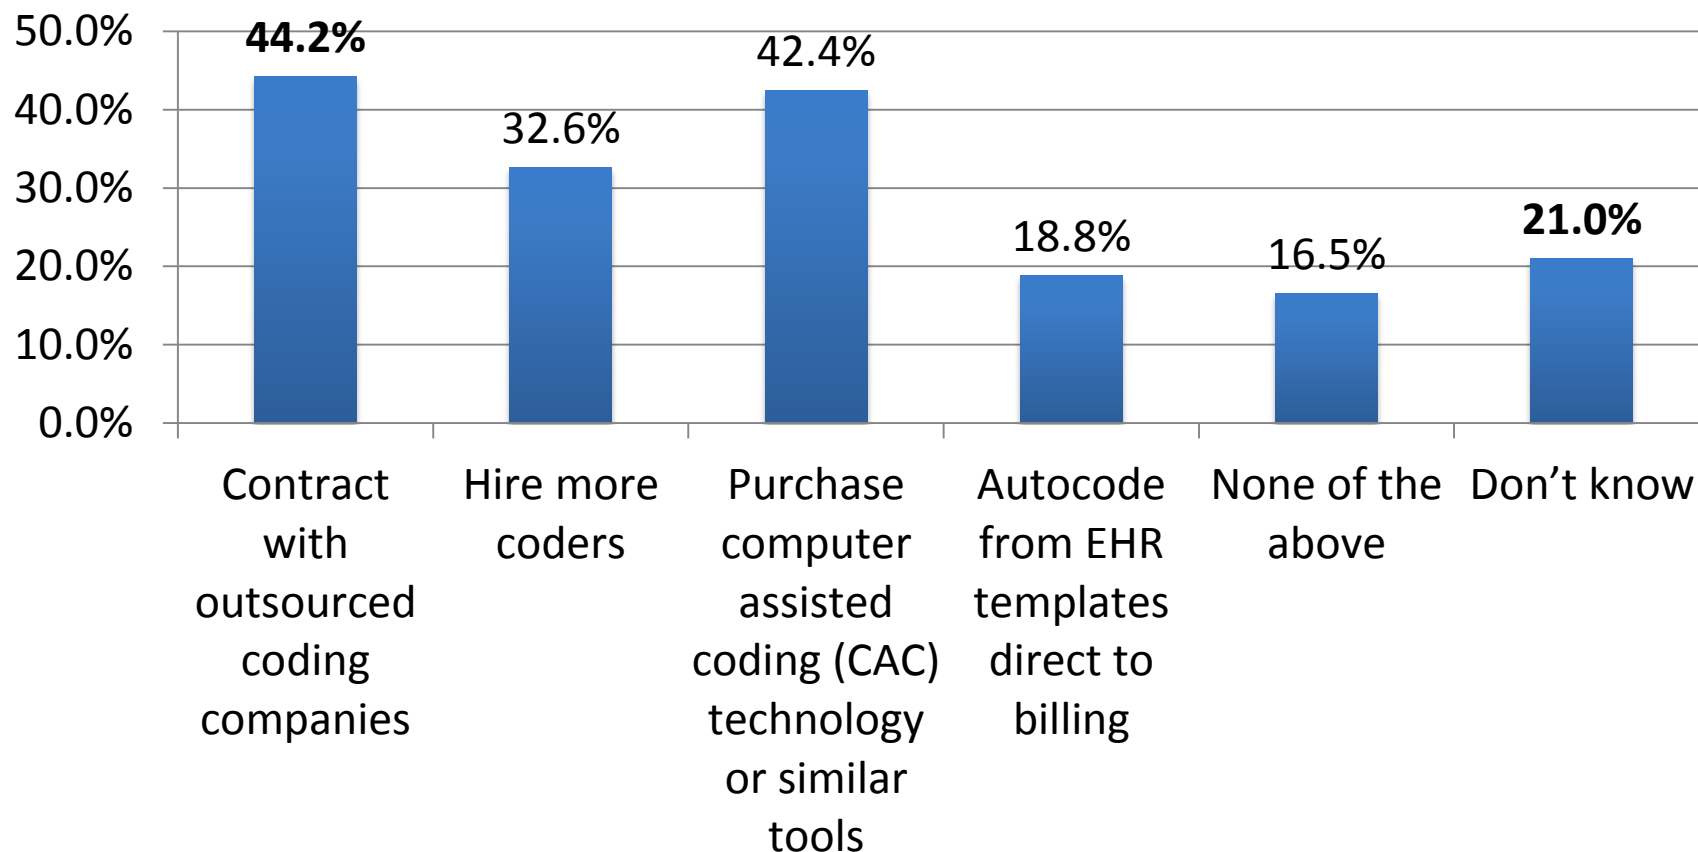 50.0%
40.0%
30.0%
20.0%
10.0%
0.0%
44.2%
32.6%
42.4%
18.8%
16.5%
21.0%
Contract
with
outsourced
coding
companies
Hire more
coders
Purchase
computer
assisted
coding (CAC)
technology
or similar
tools
Autocode
from EHR
templates
direct to
billing
None of the
above
Don’t know